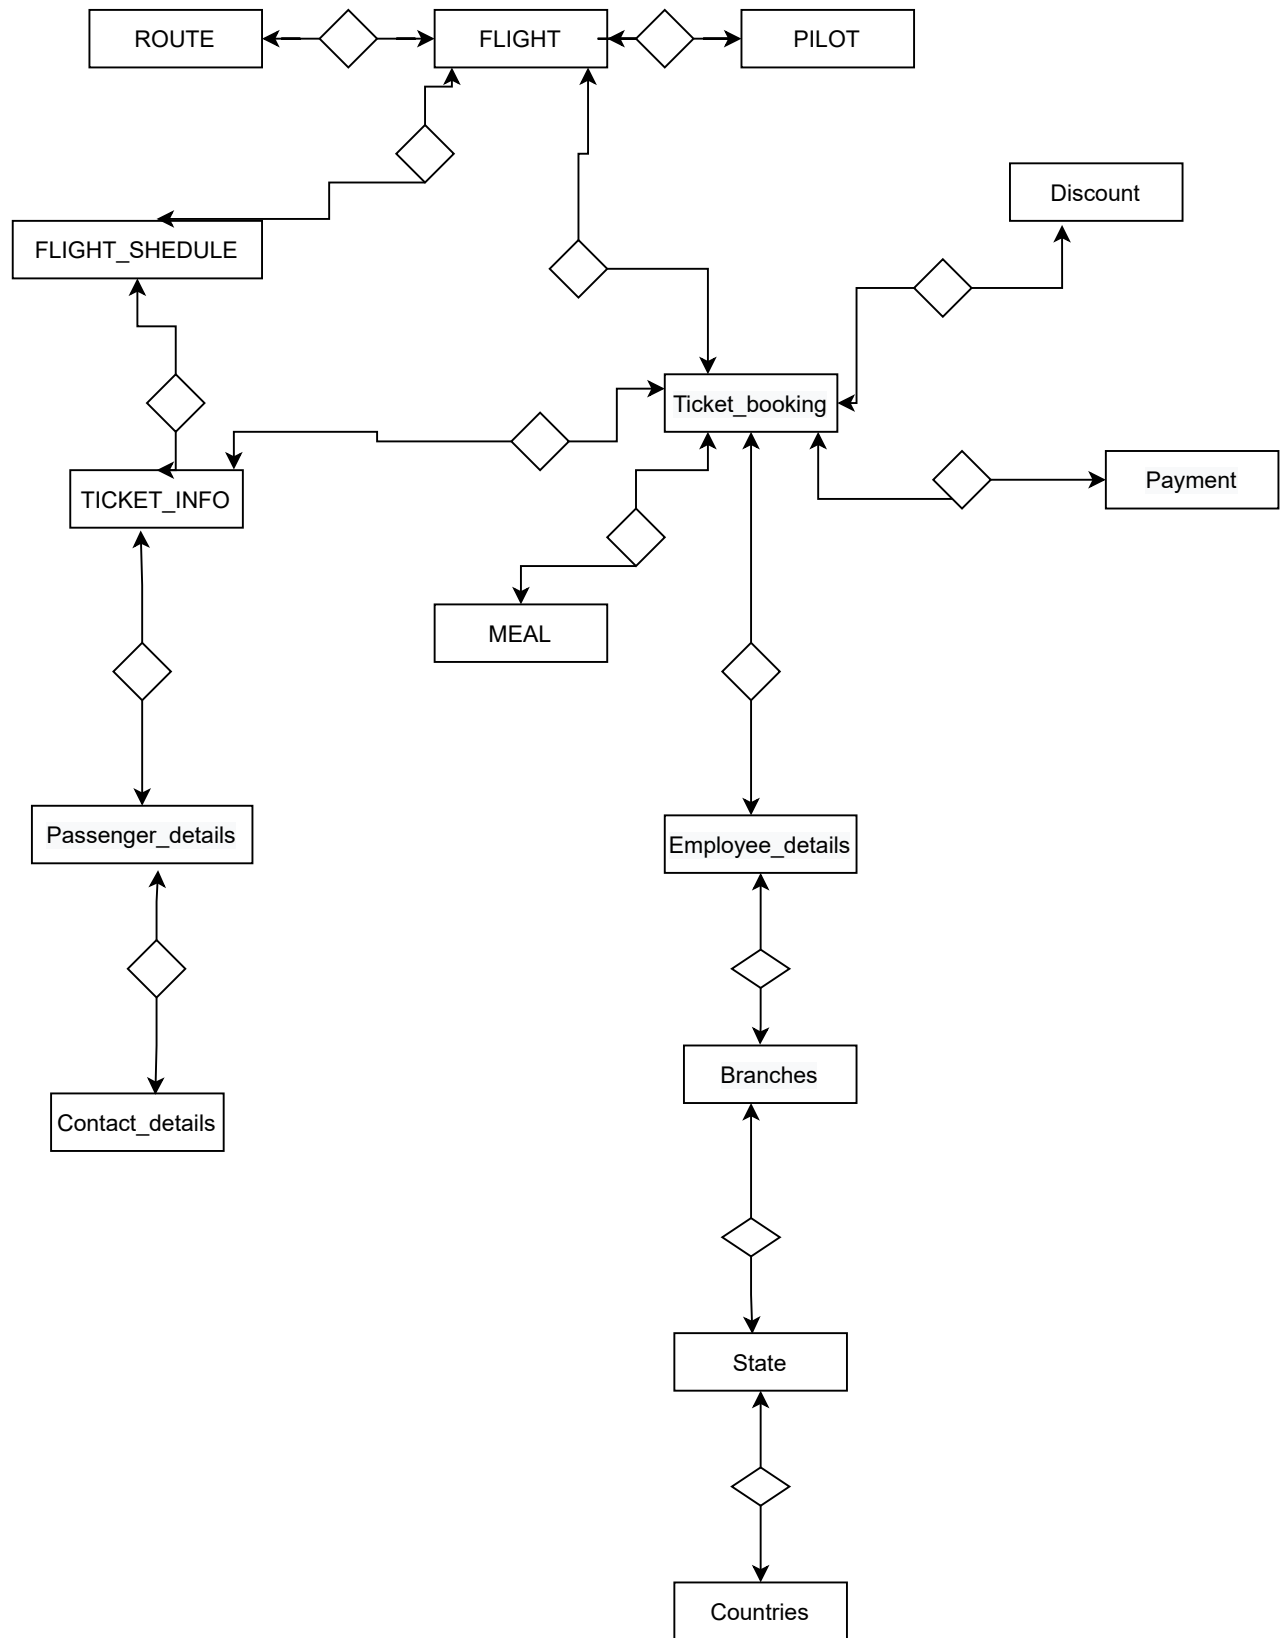 ROUTE
FLIGHT
PILOT
Discount
FLIGHT_SHEDULE
Ticket_booking
Payment
TICKET_INFO
MEAL
Passenger_details
Employee_details
Branches
Contact_details
State
Countries